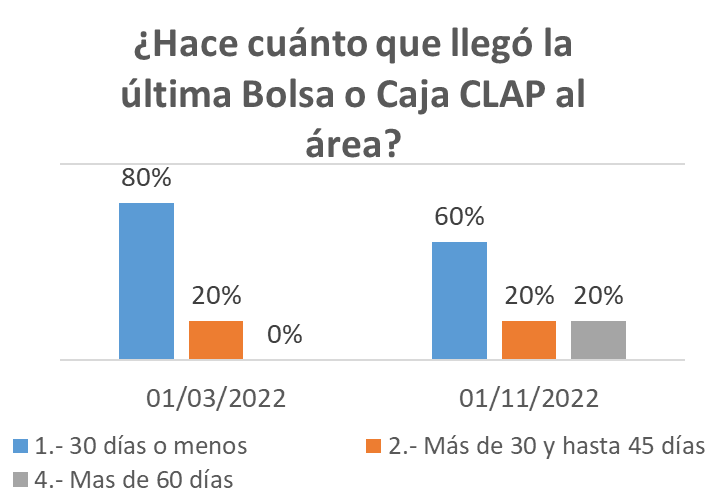 ¿Hace cuánto que llegó la
última Bolsa o Caja CLAP al
área?
80%
20%
0%
60%
20%
20%
01/03/2022
01/11/2022
1.- 30 días o menos
2.- Más de 30 y hasta 45 días
4.- Mas de 60 días